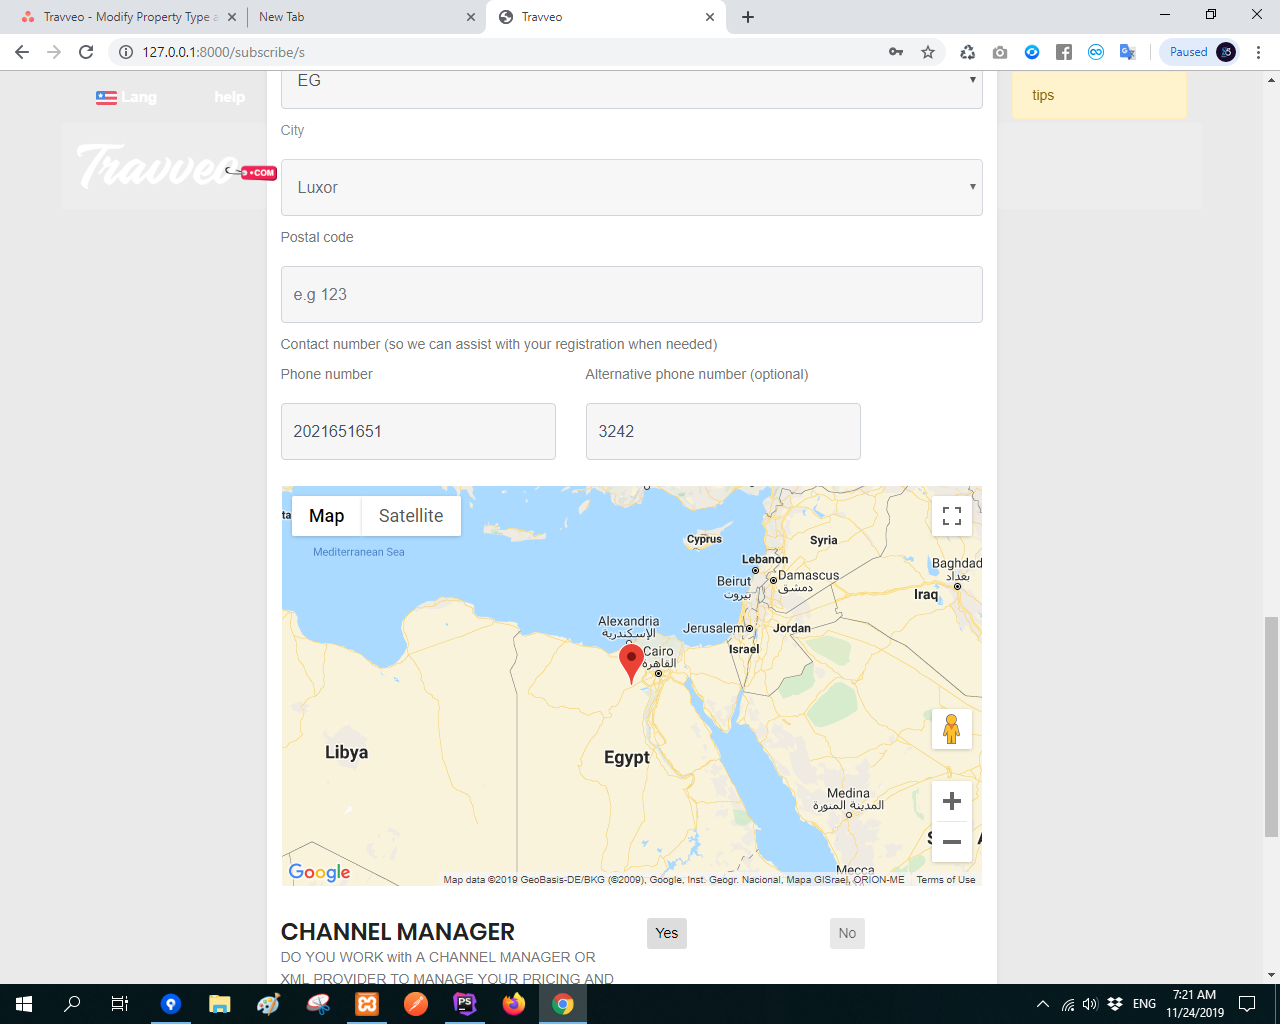 Travveo - Modify Property Type a
New Tab
Travveo
127.0.0.1:8000/subscribe/s
Paused
Lang
help
Travveo
.COM
EG
tips
City
Luxor
Postal code
e.g 123
Contact number (so we can assist with your registration when needed)
Phone number
Alternative phone number (optional)
2021651651
3242
Map
Satellite
Mediterranean Sea
Cyprus
Syria
Lebanon
Beirut
بيروت
Damascus
دمشق
Baghdad
بغداد
Iraq
Alexandria
الإسكندرية
Jerusalem
Jordan
Israel
Cairo
القاهرة
Libya
Egypt
Medina
المدينة المنورة
Mecca
Google
Map data ©2019 GeoBasis-DE/BKG (©2009), Google, Inst. Geogr. Nacional, Mapa GISrael, ORION-ME
Terms of Use
CHANNEL MANAGER
Yes
No
DO YOU WORK with A CHANNEL MANAGER OR
XML PROVIDER TO MANAGE YOUR PRICING AND
PS
ENG
7:21 AM
11/24/2019